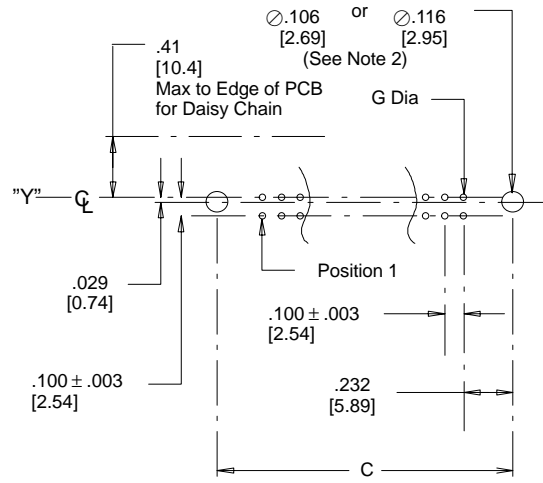 ∅.106 or ∅.116
[2.69] [2.95]
(See Note 2)
.41
[10.4]
Max to Edge of PCB
for Daisy Chain
G Dia
"Y" ℄
Position 1
.029
[0.74]
.100 ± .003
[2.54]
.100 ± .003
[2.54]
.232
[5.89]
C